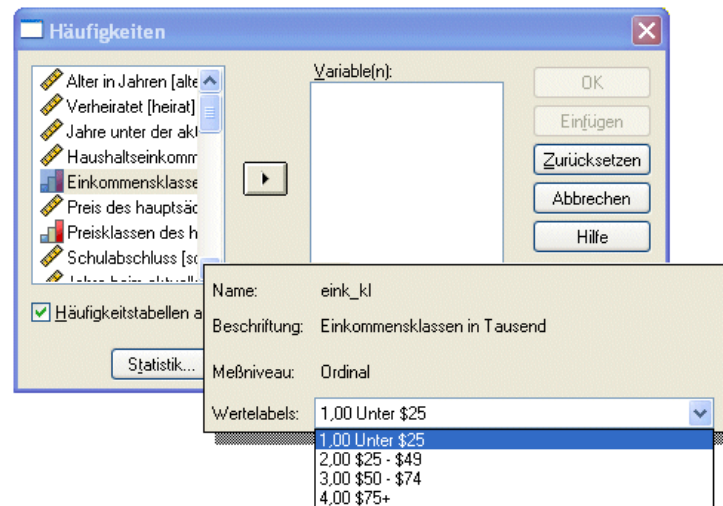 Häufigkeiten
Alter in Jahren [alte
Verheiratet [heirat]
Jahre unter der akt
Haushaltseinkomm
Einkommensklasse
Preis des hauptsäc
Preisklassen des h
Schulabschluss [sc
Variable(n):
OK
Einfügen
Zurücksetzen
Abbrechen
Hilfe
Häufigkeitstabellen a
Statistik...
Name: eink_kl
Beschriftung: Einkommensklassen in Tausend
Meßniveau: Ordinal
Wertelabels: 1,00 Unter $25
1,00 Unter $25
2,00 $25 - $49
3,00 $50 - $74
4,00 $75+